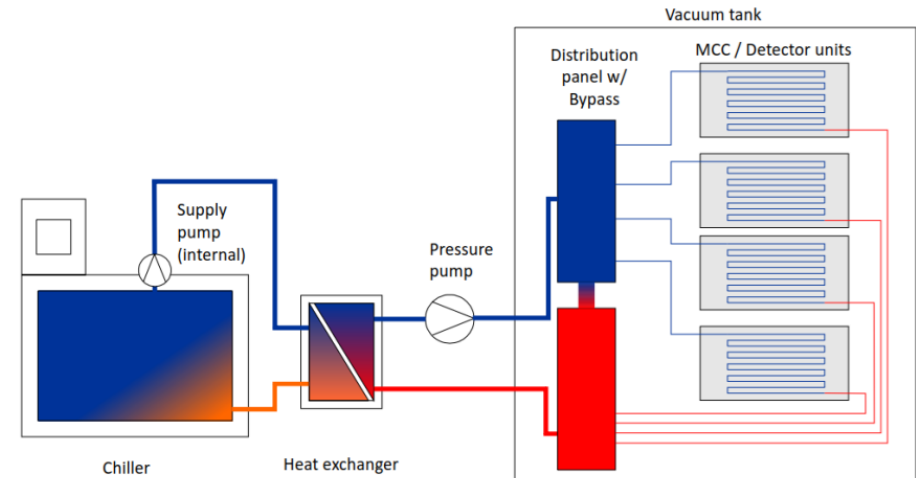 Vacuum tank
Distribution
panel w/
Bypass
MCC / Detector units
Supply
pump
(internal)
Pressure
pump
Chiller
Heat exchanger